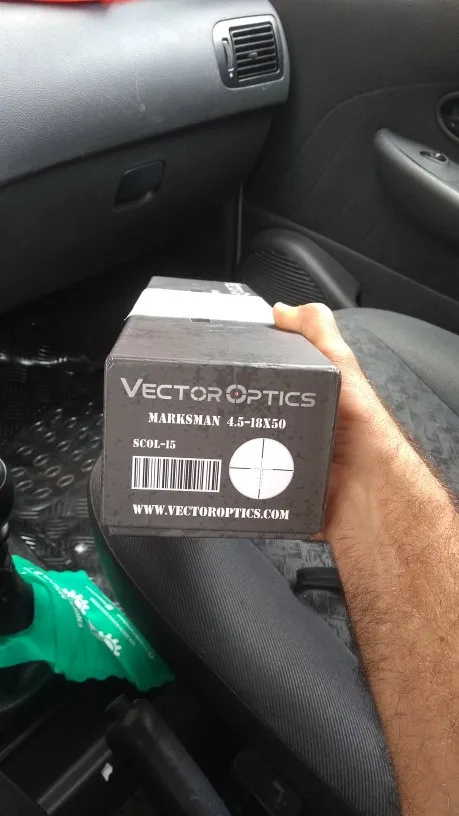 VECTOR OPTICS
MARKSMAN 4.5-18X50
SCOL-15
WWW.VECTOROPTICS.COM